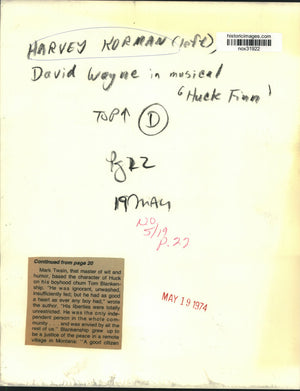 HARVEY KORMAN (left),
historicimages.com
nox31922
David Wayne in musical
'Huck Finn'
TOP↑ D
Pg 22
19 MAY
N20
5/19
p. 22
MAY 19 1974
Continued from page 20
Mark Twain, that master of wit and
humor, based the character of Huck
on his boyhood chum Tom Blanken-
ship: "He was ignorant, unwashed,
insufficiently fed, but he had as good
a heart as ever any boy had," wrote
the author. "His liberties were totally
unrestricted. He was the only inde-
pendent person in the whole com-
munity . . . and was envied by all the
rest of us." Blankenship grew up to
be a justice of the peace in a remote
village in Montana: "A good citizen